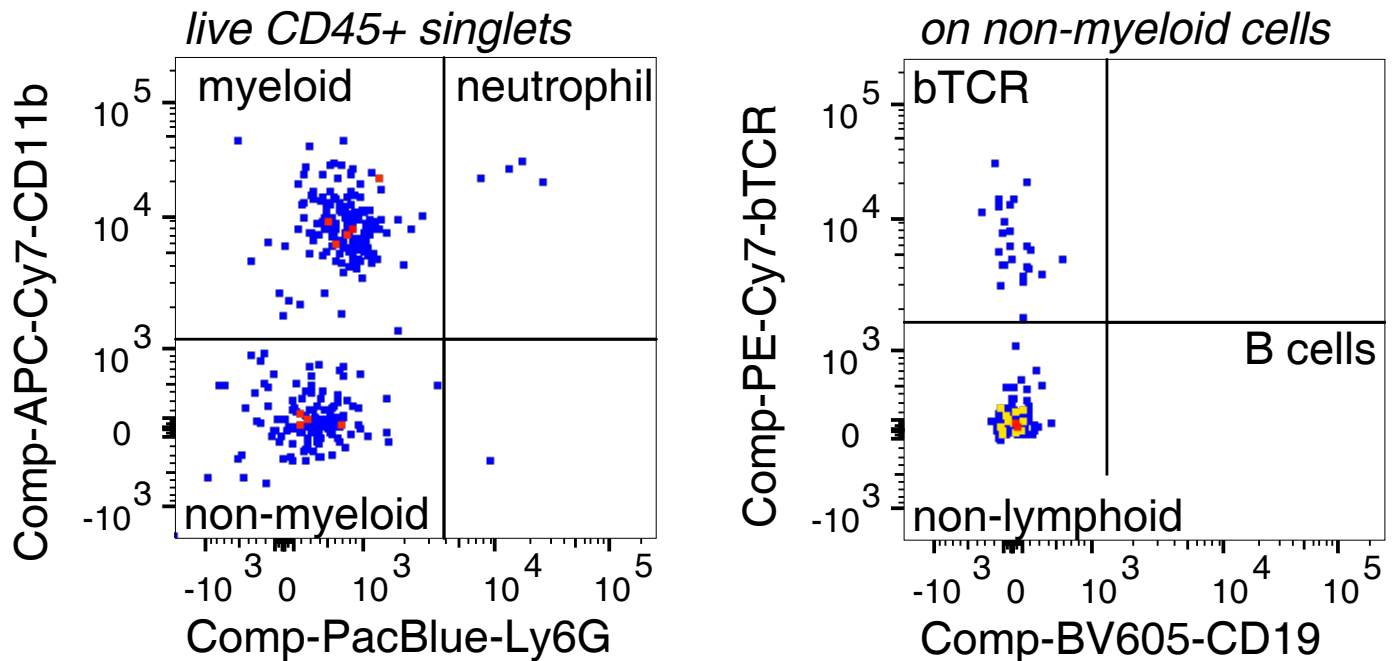 live CD45+ singlets
on non-myeloid cells
Comp-APC-Cy7-CD11b
myeloid
neutrophil
non-myeloid
10^5
10^4
10^3
0
-10^3
-10^3
0
10^3
10^4
10^5
Comp-PacBlue-Ly6G
Comp-PE-Cy7-bTCR
bTCR
B cells
non-lymphoid
10^5
10^4
10^3
0
-10^3
-10^3
0
10^3
10^4
10^5
Comp-BV605-CD19